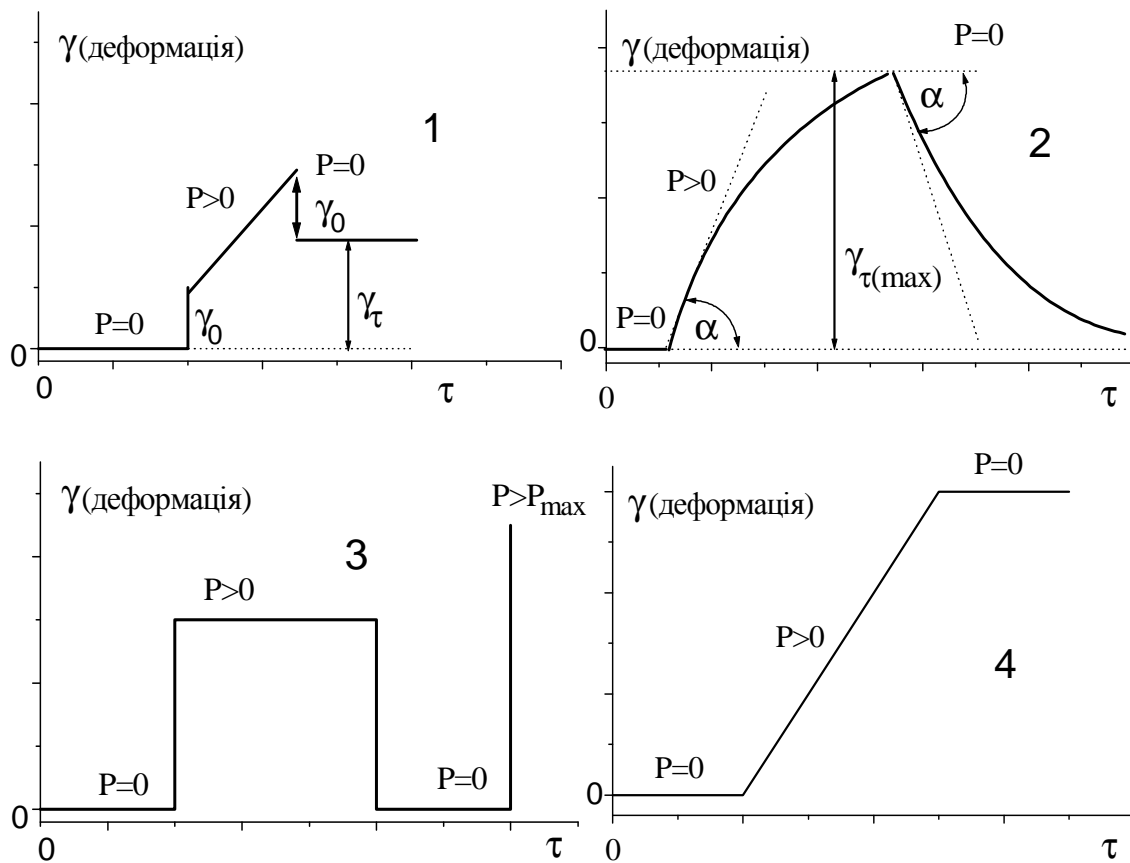 γ(деформація)
1
P=0
P>0
γ0
γτ
P=0
γ0
0
0
τ
γ(деформація)
P=0
α
2
P>0
γτ(max)
P=0
α
0
0
τ
γ(деформація)
P>Pmax
3
P>0
P=0
P=0
0
0
τ
γ(деформація)
P=0
P>0
4
P=0
0
0
τ